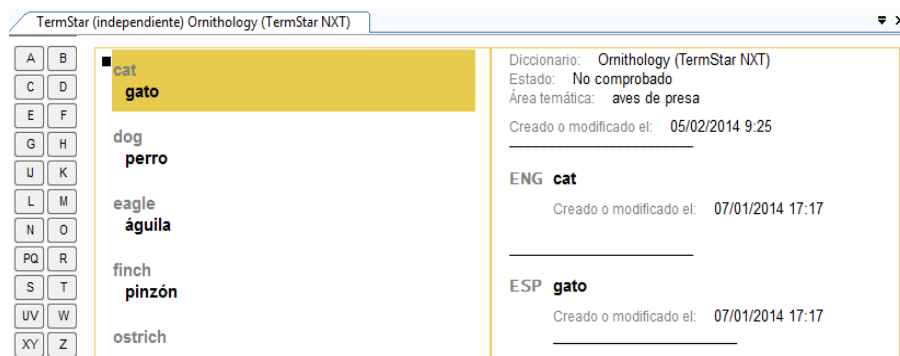 TermStar (independiente) Ornithology (TermStar NXT)
A B
C D
E F
G H
IJ K
L M
N O
PQ R
S T
UV W
XY Z
cat
gato
dog
perro
eagle
águila
finch
pinzón
ostrich
Diccionario: Ornithology (TermStar NXT)
Estado: No comprobado
Área temática: aves de presa
Creado o modificado el: 05/02/2014 9:25
ENG cat
Creado o modificado el: 07/01/2014 17:17
ESP gato
Creado o modificado el: 07/01/2014 17:17